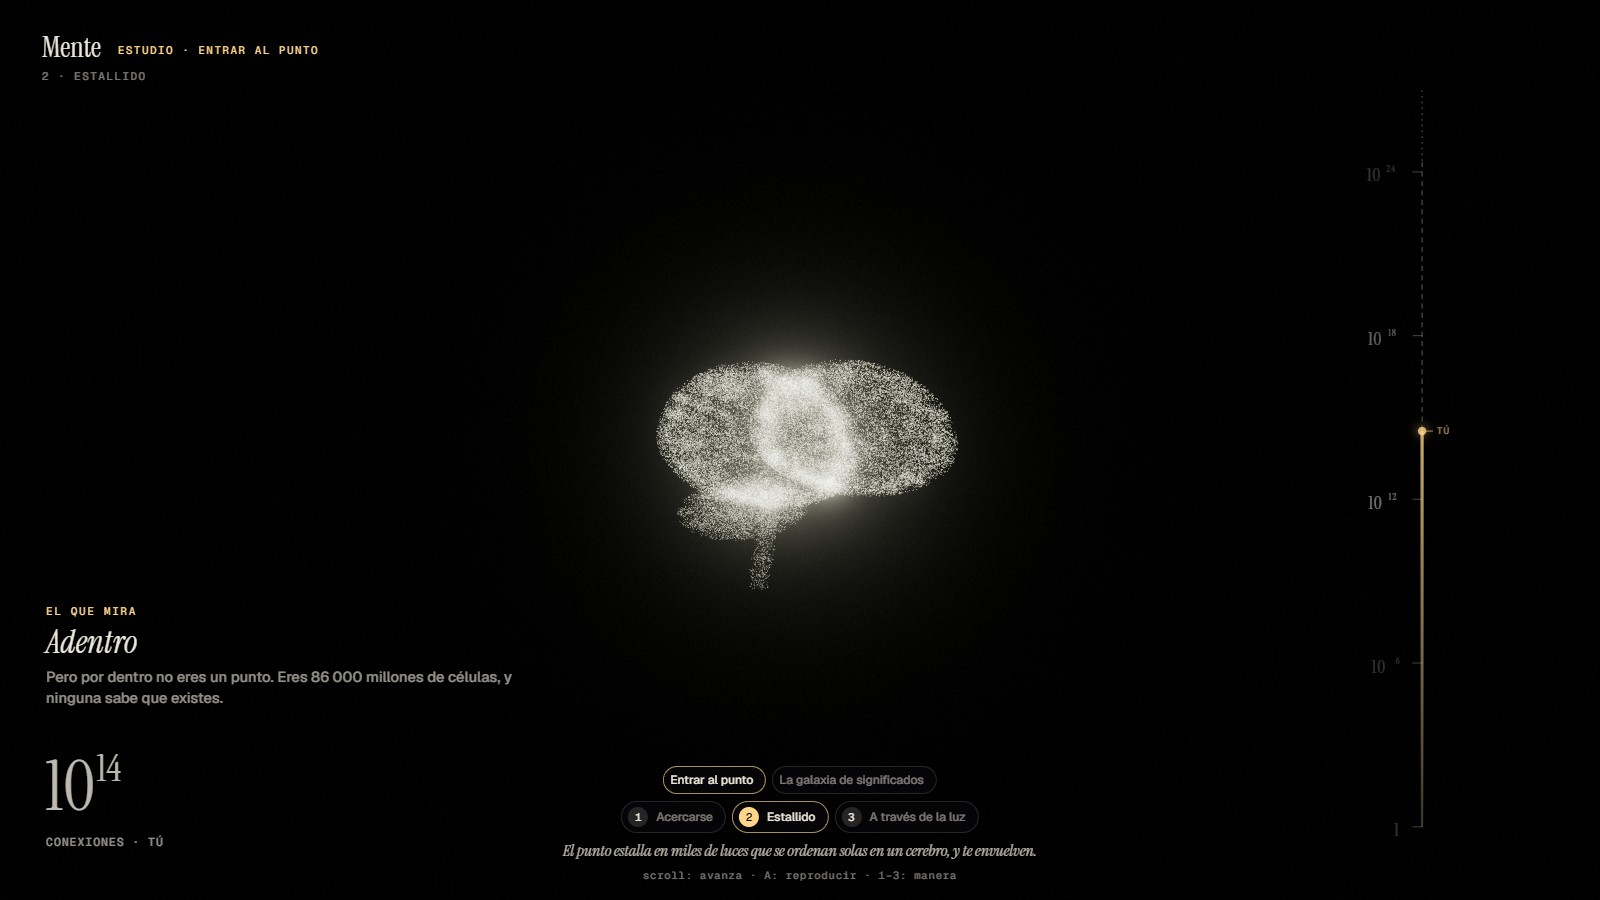 Mente ESTUDIO · ENTRAR AL PUNTO
2 · ESTALLIDO
10 24
10 18
TÚ
10 12
10 6
1
EL QUE MIRA
Adentro
Pero por dentro no eres un punto. Eres 86 000 millones de células, y
ninguna sabe que existes.
10 14
CONEXIONES · TÚ
Entrar al punto La galaxia de significados
1 Acercarse 2 Estallido 3 A través de la luz
El punto estalla en miles de luces que se ordenan solas en un cerebro, y te envuelven.
scroll: avanza · A: reproducir · 1–3: manera